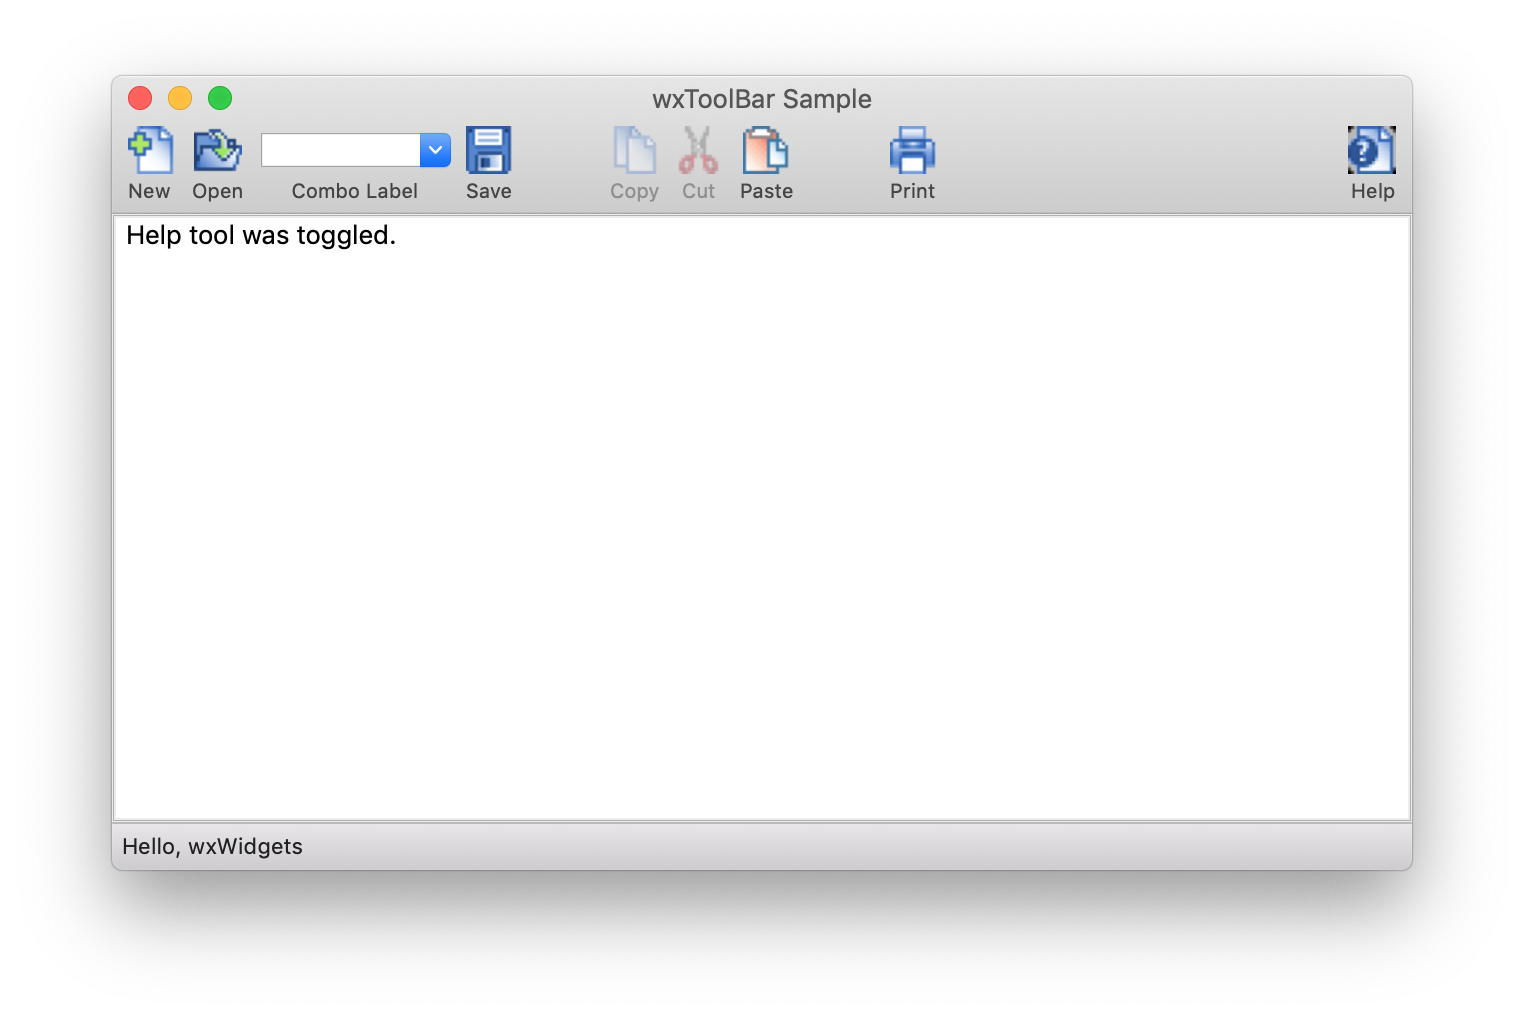 wxToolBar Sample
New Open Combo Label Save Copy Cut Paste Print Help
Help tool was toggled.
Hello, wxWidgets